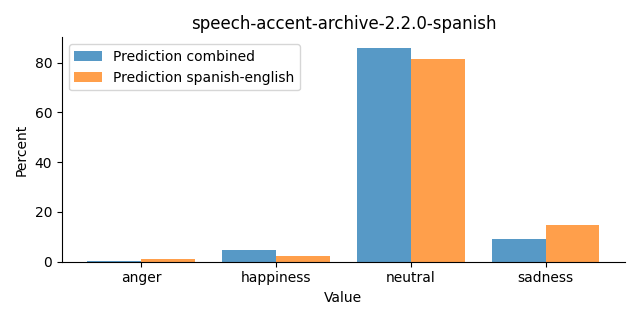 speech-accent-archive-2.2.0-spanish
Prediction combined
Prediction spanish-english
Percent
80
60
40
20
0
anger happiness neutral sadness
Value